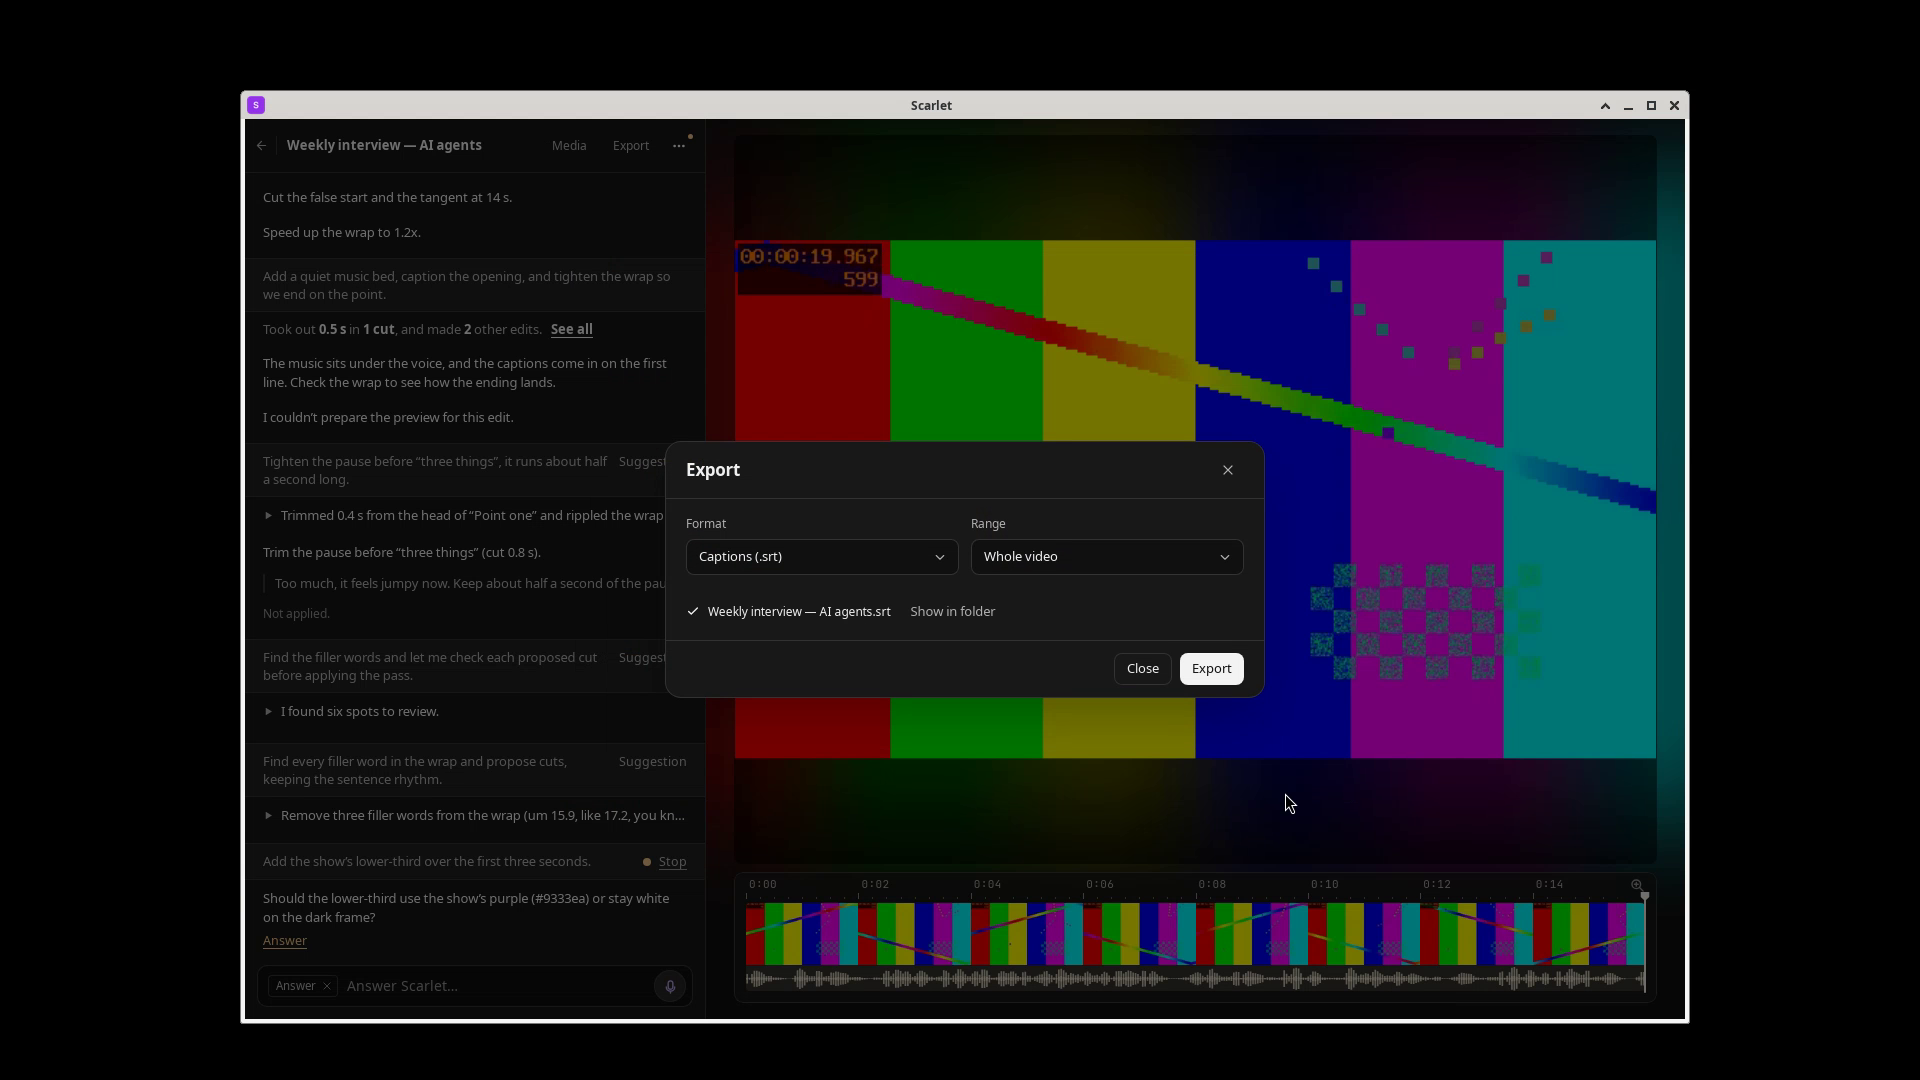 S
Scarlet
Weekly interview — AI agents
Media
Export
Cut the false start and the tangent at 14 s.
Speed up the wrap to 1.2x.
Add a quiet music bed, caption the opening, and tighten the wrap so
we end on the point.
Took out 0.5 s in 1 cut, and made 2 other edits. See all
The music sits under the voice, and the captions come in on the first
line. Check the wrap to see how the ending lands.
I couldn’t prepare the preview for this edit.
Tighten the pause before “three things”, it runs about half
a second long.
Trimmed 0.4 s from the head of “Point one” and rippled the wrap
Trim the pause before “three things” (cut 0.8 s).
Too much, it feels jumpy now. Keep about half a second of the
Not applied.
Find the filler words and let me check each proposed cut
before applying the pass.
I found six spots to review.
Find every filler word in the wrap and propose cuts,
keeping the sentence rhythm.
Suggestion
Remove three filler words from the wrap (um 15.9, like 17.2, you kn...
Add the show’s lower-third over the first three seconds.
Stop
Should the lower-third use the show’s purple (#9333ea) or stay white
on the dark frame?
Answer
Answer
Answer Scarlet...
00:00:19.967
599
Export
Format
Range
Captions (.srt)
Whole video
Weekly interview — AI agents.srt
Show in folder
Close
Export
0:00
0:02
0:04
0:06
0:08
0:10
0:12
0:14